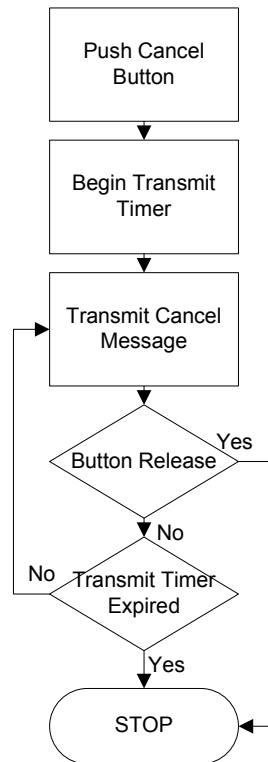 Push Cancel
Button
Begin Transmit
Timer
Transmit Cancel
Message
Yes
Button Release
No
No
Transmit Timer
Expired
Yes
STOP